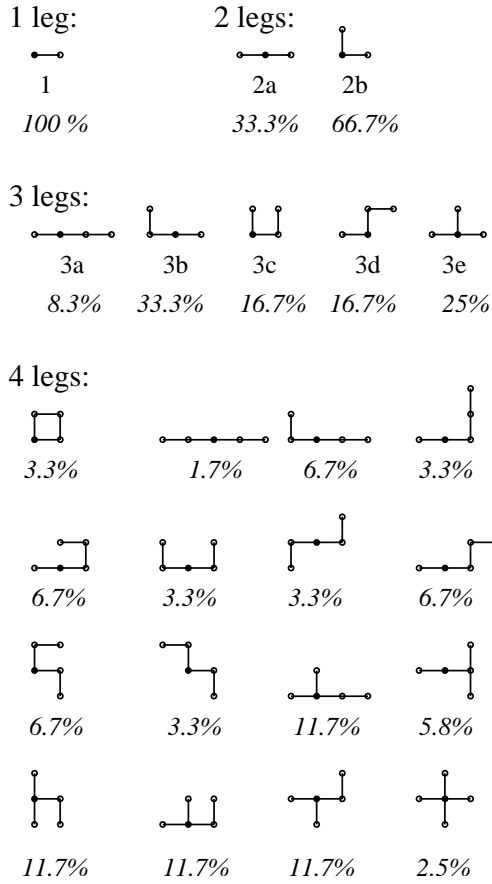 1 leg: 2 legs:
1 2a 2b
100 % 33.3% 66.7%
3 legs:
3a 3b 3c 3d 3e
8.3% 33.3% 16.7% 16.7% 25%
4 legs:
3.3% 1.7% 6.7% 3.3%
6.7% 3.3% 3.3% 6.7%
6.7% 3.3% 11.7% 5.8%
11.7% 11.7% 11.7% 2.5%